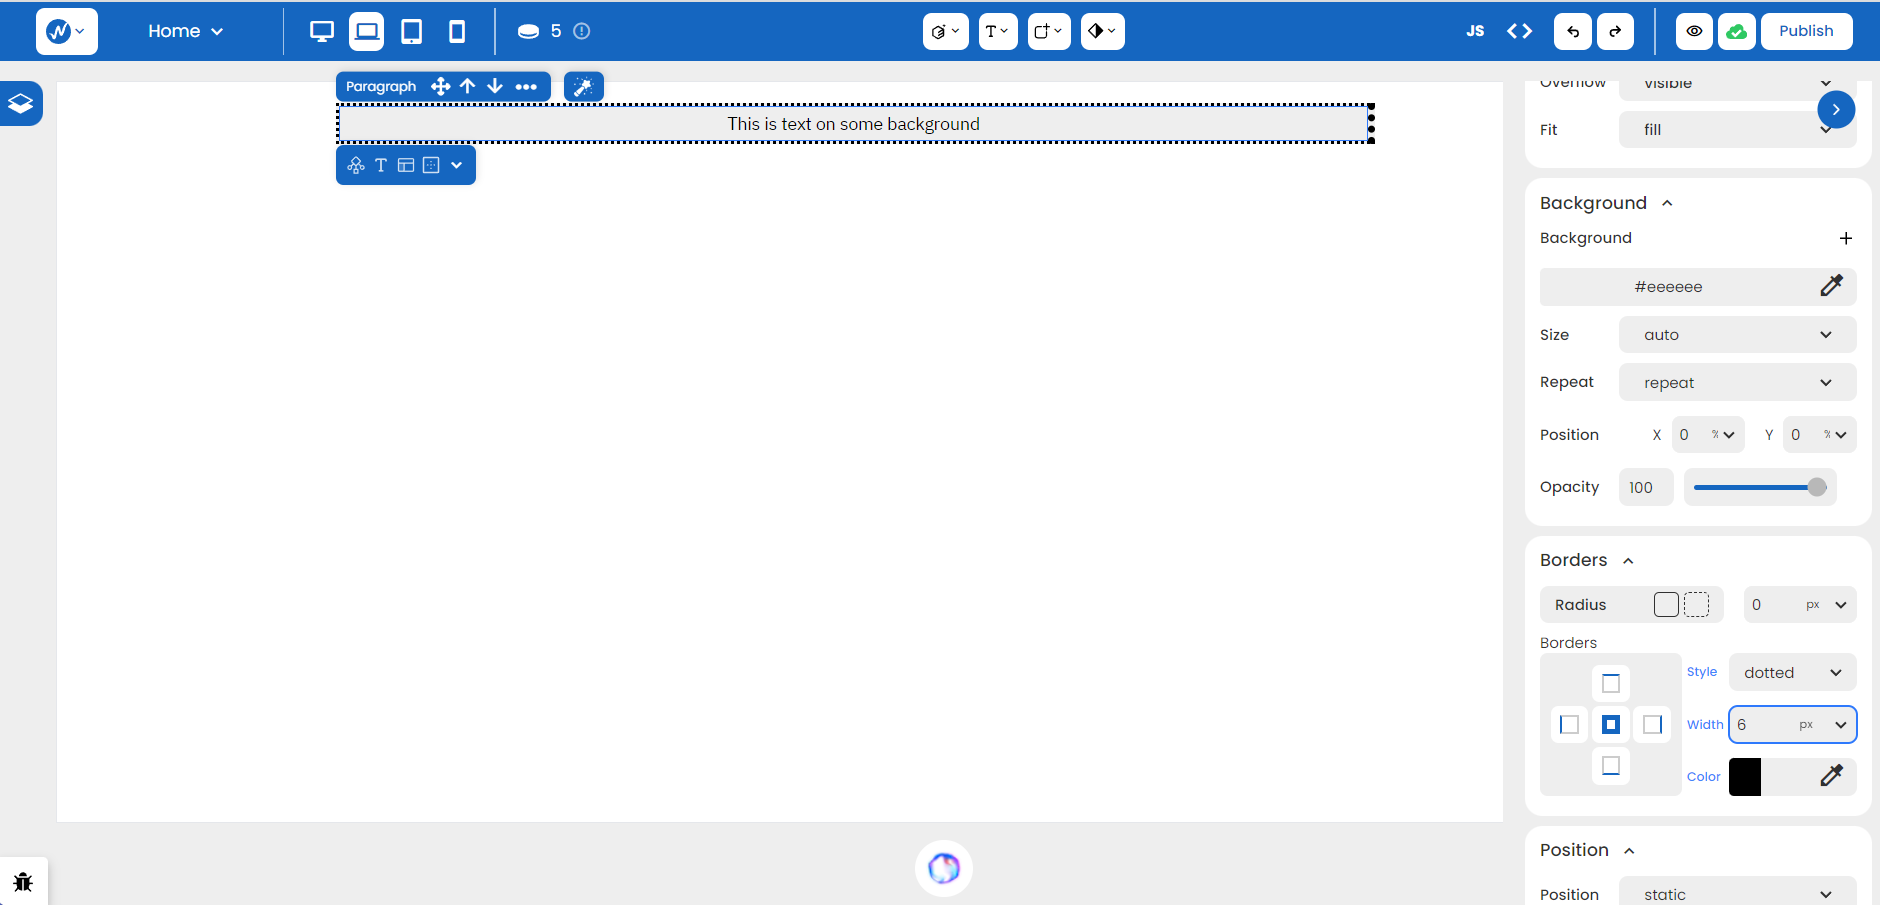 Home
5
T
JS
Publish
Paragraph
This is text on some background
T
Overflow visible
Fit fill
Background
Background
#eeeeee
Size auto
Repeat repeat
Position X 0 % Y 0 %
Opacity 100
Borders
Radius 0 px
Borders
Style dotted
Width 6 px
Color
Position
Position static